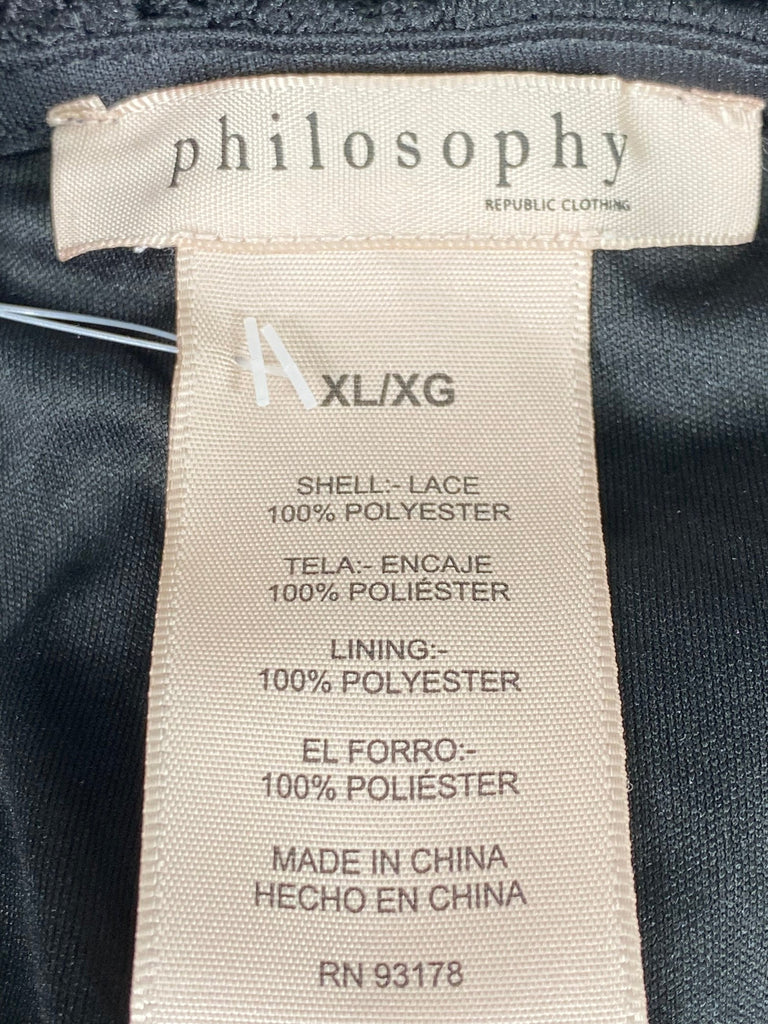 philosophy
REPUBLIC CLOTHING
XL/XG
SHELL:- LACE
100% POLYESTER
TELA:- ENCAJE
100% POLIÉSTER
LINING:-
100% POLYESTER
EL FORRO:-
100% POLIÉSTER
MADE IN CHINA
HECHO EN CHINA
RN 93178